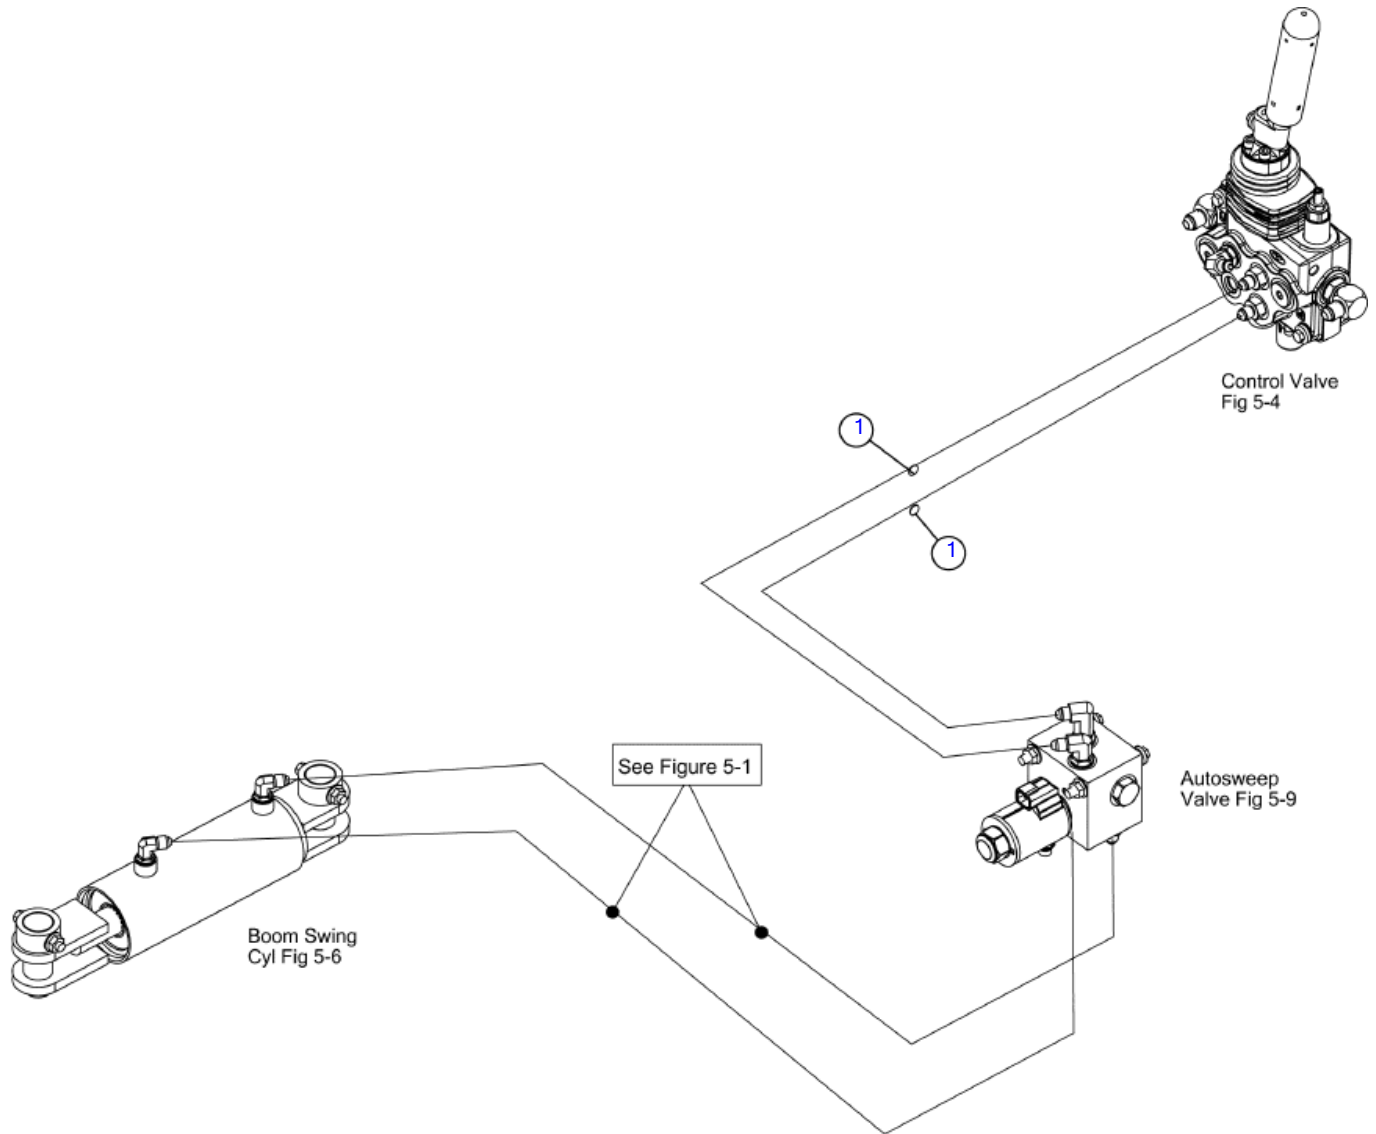 Control Valve
Fig 5-4
1
1
See Figure 5-1
Autosweep
Valve Fig 5-9
Boom Swing
Cyl Fig 5-6